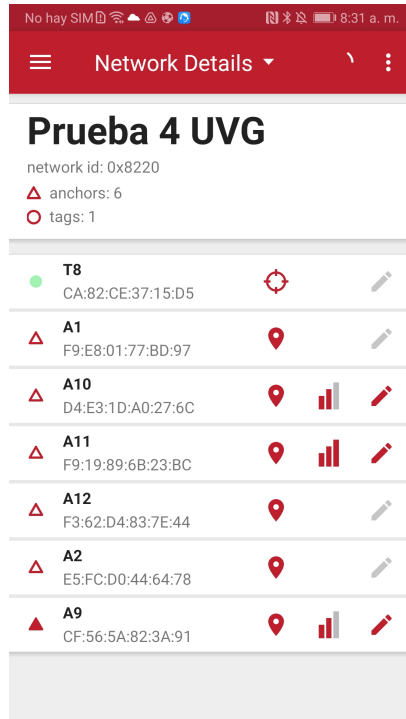 No hay SIM 8:31 a. m.
Network Details
Prueba 4 UVG
network id: 0x8220
anchors: 6
tags: 1
T8
CA:82:CE:37:15:D5
A1
F9:E8:01:77:BD:97
A10
D4:E3:1D:A0:27:6C
A11
F9:19:89:6B:23:BC
A12
F3:62:D4:83:7E:44
A2
E5:FC:D0:44:64:78
A9
CF:56:5A:82:3A:91